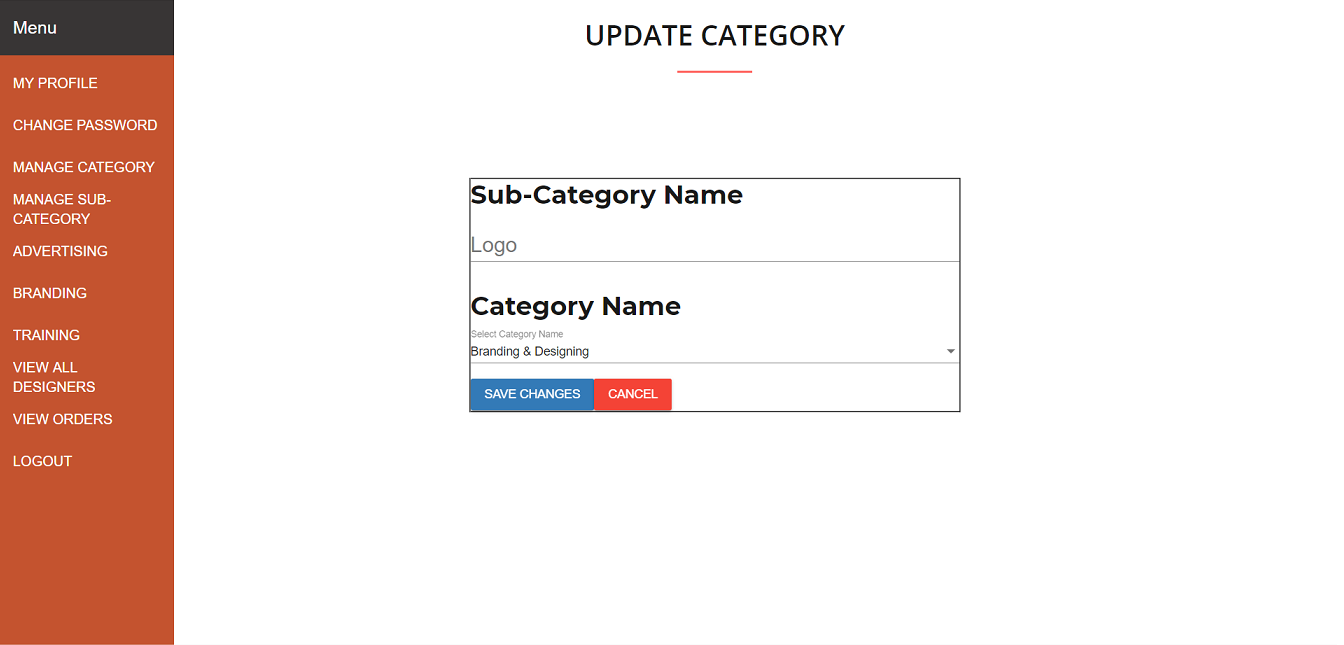 Menu
MY PROFILE
CHANGE PASSWORD
MANAGE CATEGORY
MANAGE SUB-
CATEGORY
ADVERTISING
BRANDING
TRAINING
VIEW ALL
DESIGNERS
VIEW ORDERS
LOGOUT
UPDATE CATEGORY
Sub-Category Name
Logo
Category Name
Select Category Name
Branding & Designing
SAVE CHANGES CANCEL